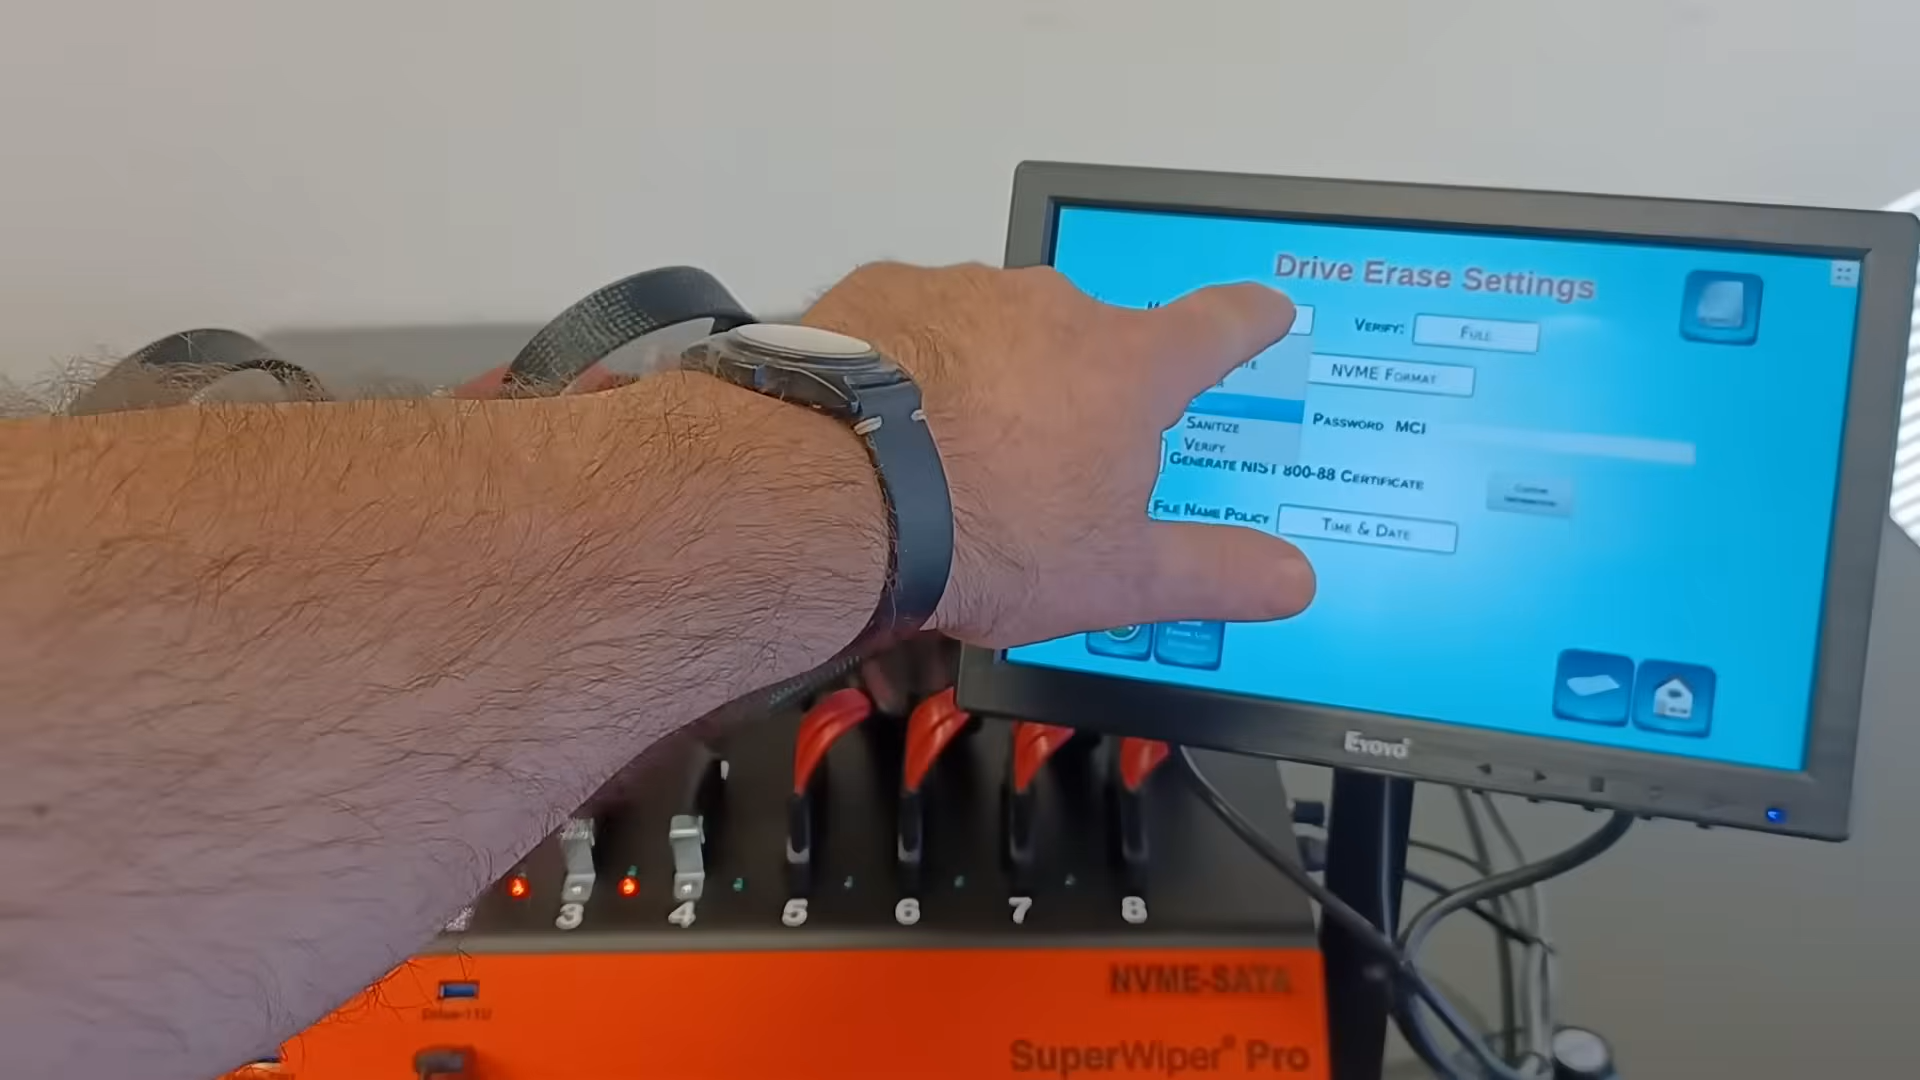 Drive Erase Settings
VERIFY: FULL
NVME FORMAT
SANITIZE
PASSWORD MCI
VERIFY
GENERATE NIST 800-88 CERTIFICATE
FILE NAME POLICY TIME & DATE
Eyoyo
3 4 5 6 7 8
NVME-SATA
SuperWiper® Pro